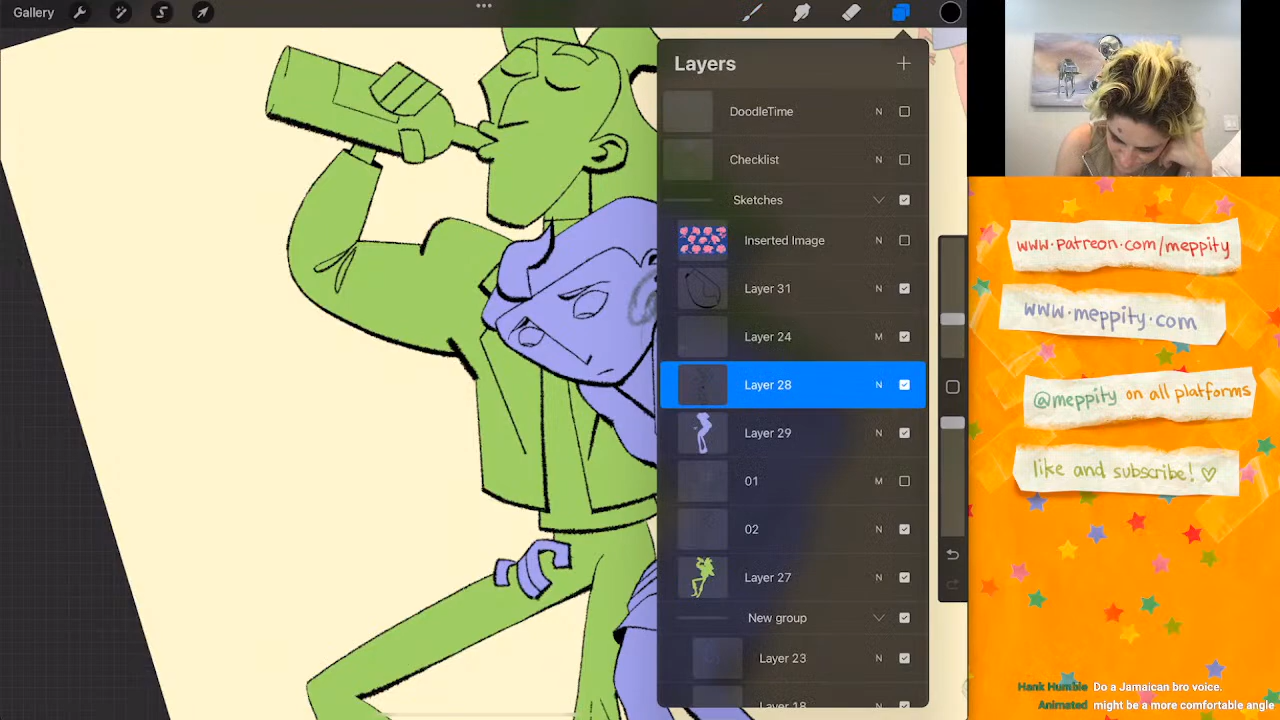 Gallery
Layers
DoodleTime N
Checklist N
Sketches
Inserted Image N
Layer 31 N
Layer 24 M
Layer 28 N
Layer 29 N
01 M
02 N
Layer 27 N
New group
Layer 23 N
Layer 18 N
www.patreon.com/meppity
www.meppity.com
@meppity on all platforms
like and subscribe! ♡
Hank Humble Do a Jamaican bro voice.
Animated might be a more comfortable angle